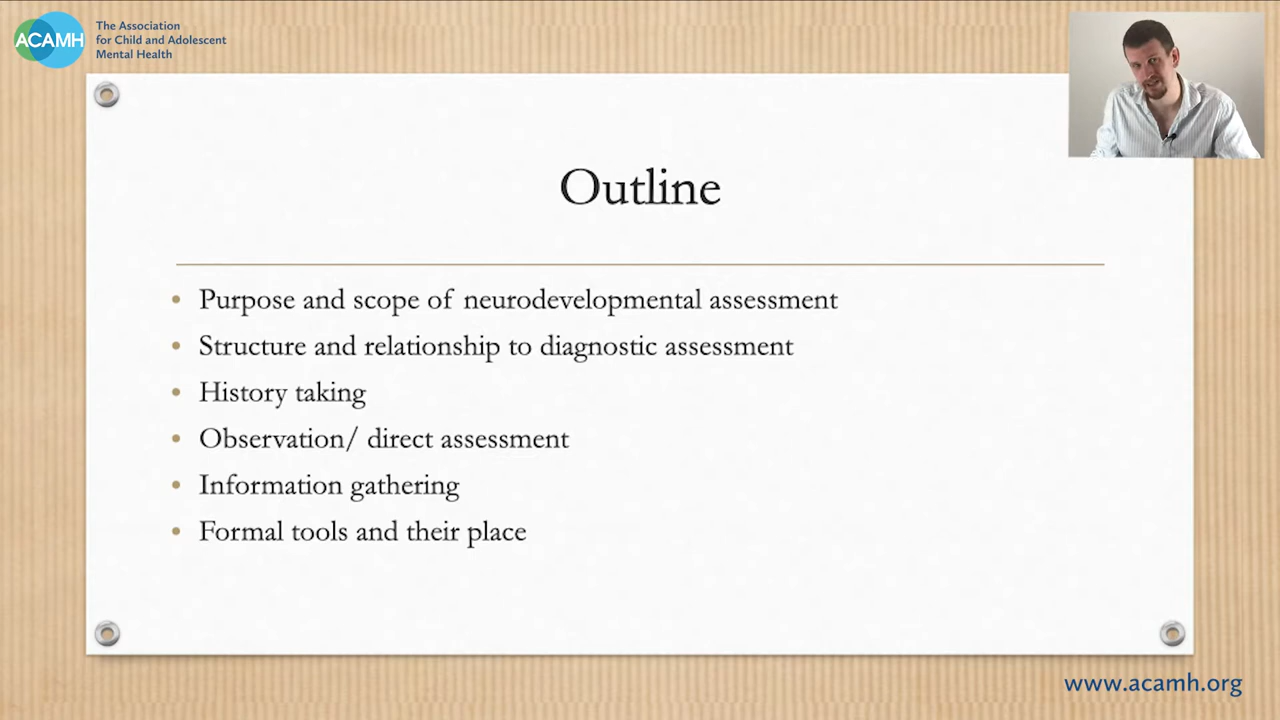 ACAMH
The Association
for Child and Adolescent
Mental Health
Outline
• Purpose and scope of neurodevelopmental assessment
• Structure and relationship to diagnostic assessment
• History taking
• Observation/ direct assessment
• Information gathering
• Formal tools and their place
www.acamh.org